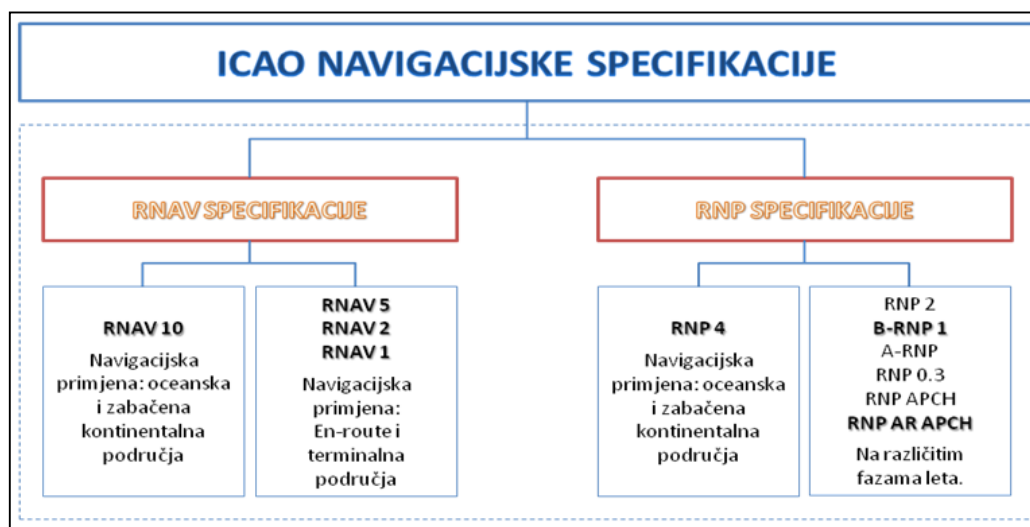 ICAO NAVIGACIJSKE SPECIFIKACIJE
RNAV SPECIFIKACIJE
RNP SPECIFIKACIJE
RNAV 10
Navigacijska
primjena: oceanska
i zabačena
kontinentalna
područja
RNAV 5
RNAV 2
RNAV 1
Navigacijska
primjena:
En-route i
terminalna
područja
RNP 4
Navigacijska
primjena: oceanska
i zabačena
kontinentalna
područja
RNP 2
B-RNP 1
A-RNP
RNP 0.3
RNP APCH
RNP AR APCH
Na različitim
fazama leta.